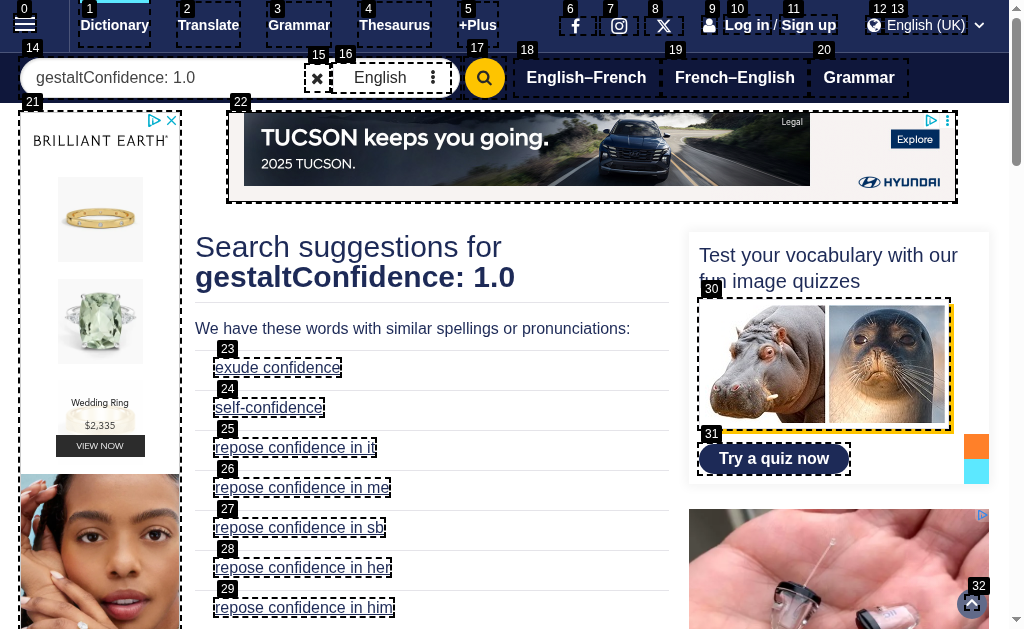 0 1 2 3 4 5 6 7 8 9 10 11 12 13
Dictionary Translate Grammar Thesaurus +Plus Log in / Sign up English (UK)
14 15 16 17 18 19 20
gestaltConfidence: 1.0 English English–French French–English Grammar
21 22
BRILLIANT EARTH
TUCSON keeps you going.
2025 TUCSON.
Legal
Explore
HYUNDAI
Wedding Ring
$2,335
VIEW NOW
Search suggestions for
gestaltConfidence: 1.0
We have these words with similar spellings or pronunciations:
23
exude confidence
24
self-confidence
25
repose confidence in it
26
repose confidence in me
27
repose confidence in sb
28
repose confidence in her
29
repose confidence in him
Test your vocabulary with our
fun image quizzes
30
31
Try a quiz now
32